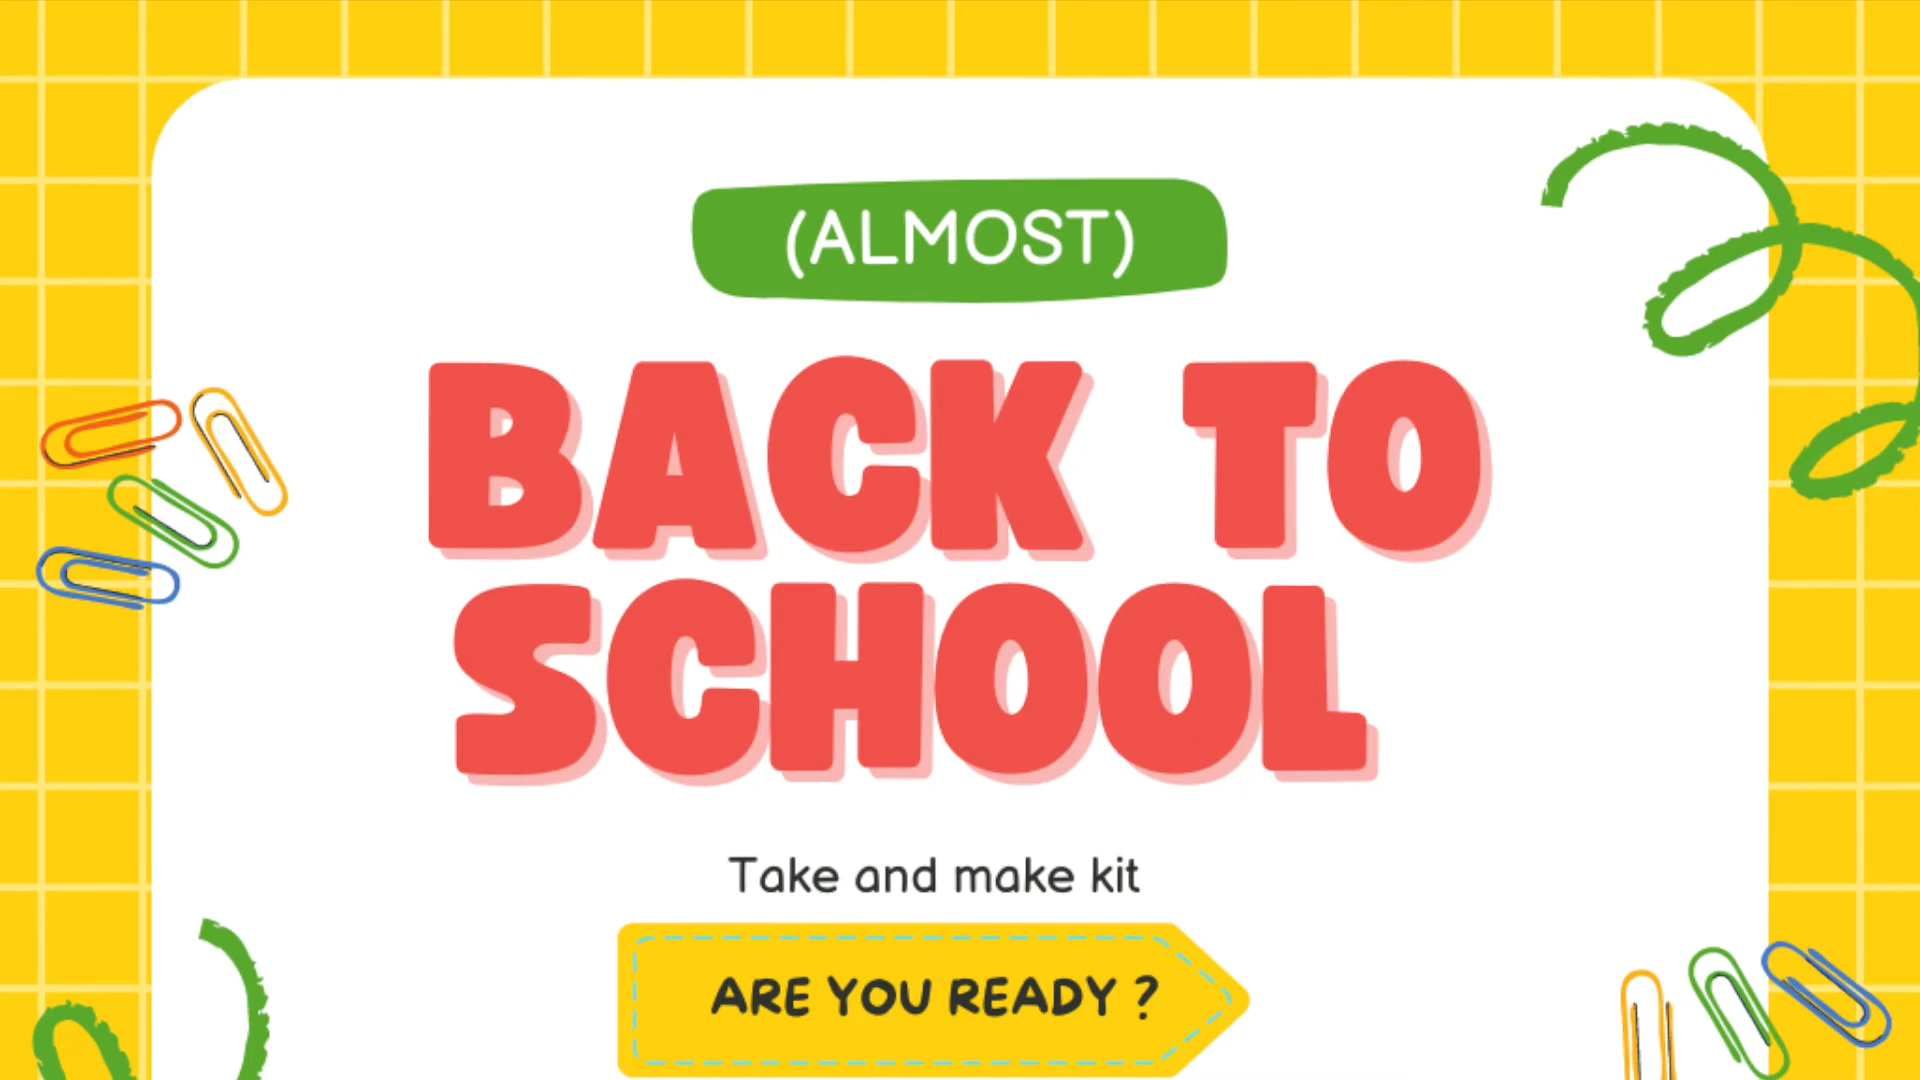 (ALMOST)
BACK TO
SCHOOL
Take and make kit
ARE YOU READY ?